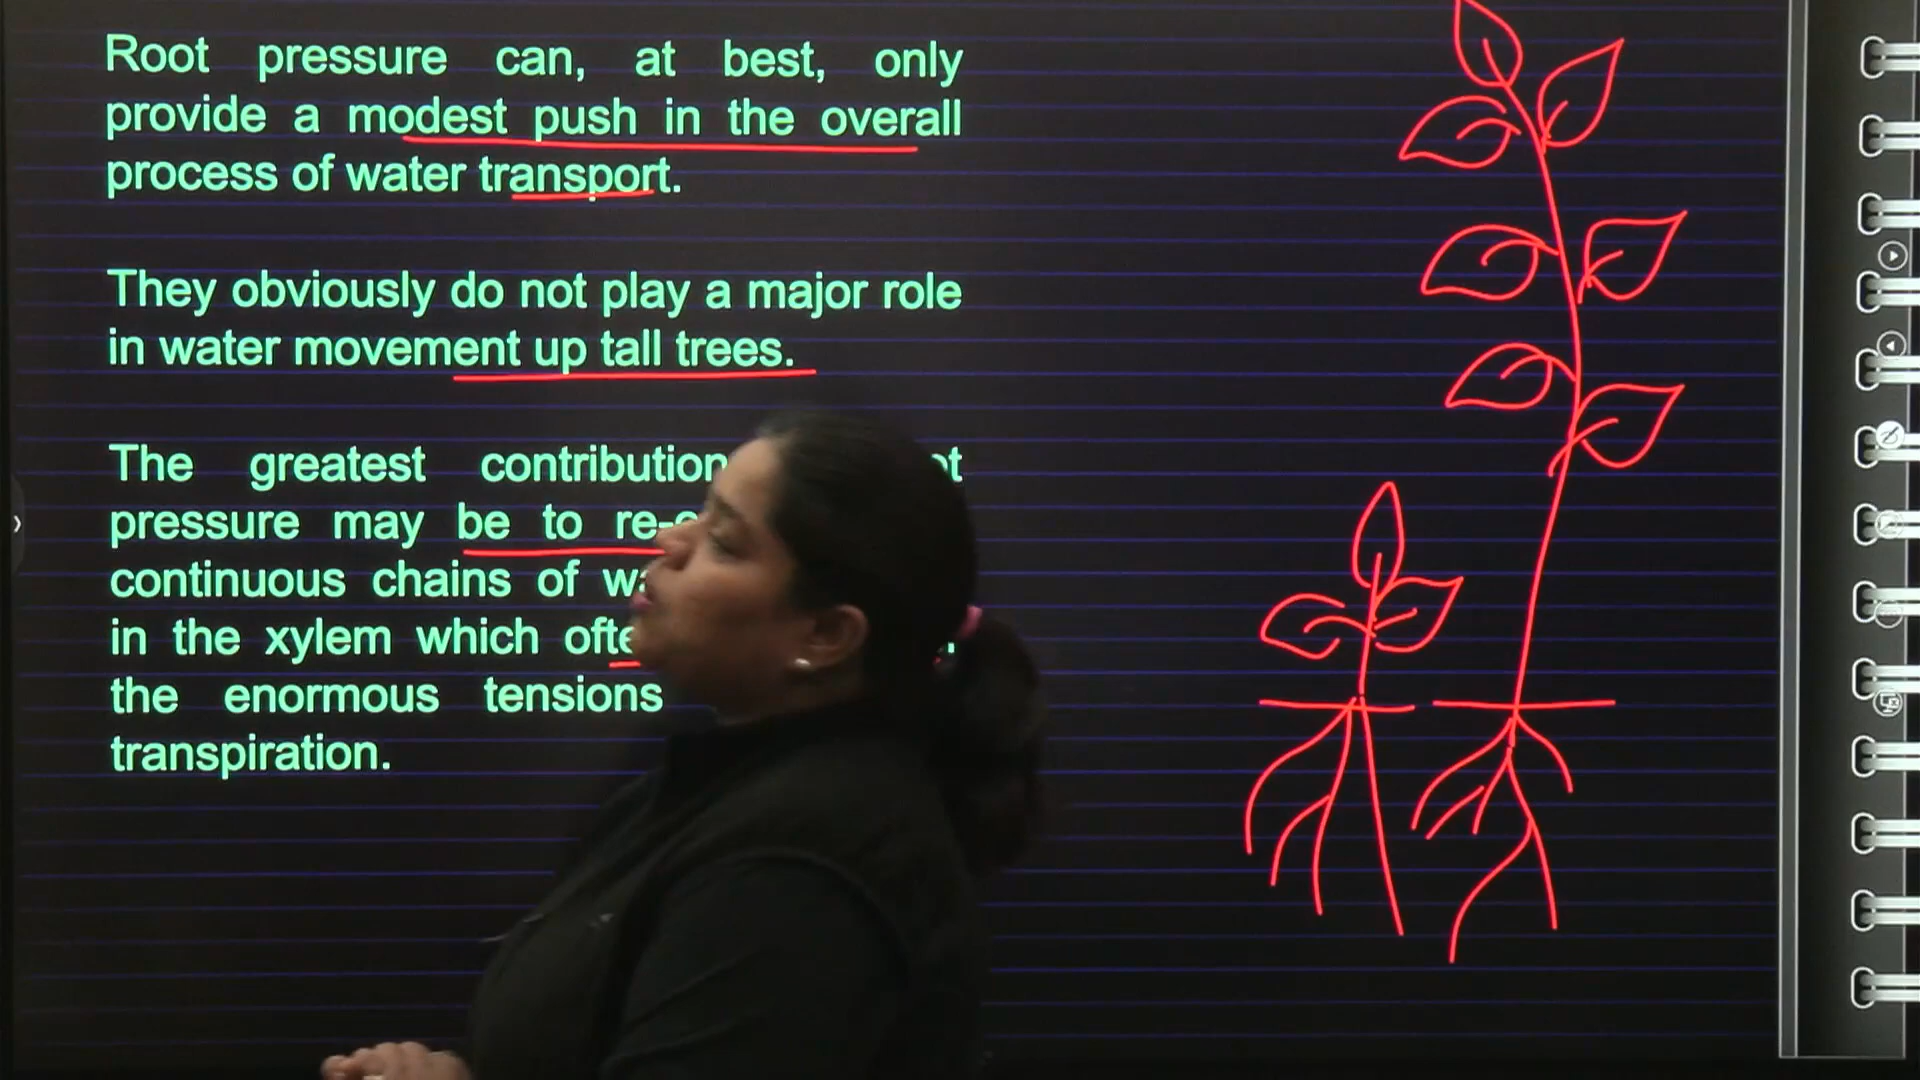 Root pressure can, at best, only
provide a modest push in the overall
process of water transport.
They obviously do not play a major role
in water movement up tall trees.
The greatest contribution
pressure may be to
continuous chains of
in the xylem which
the enormous tensions
transpiration.